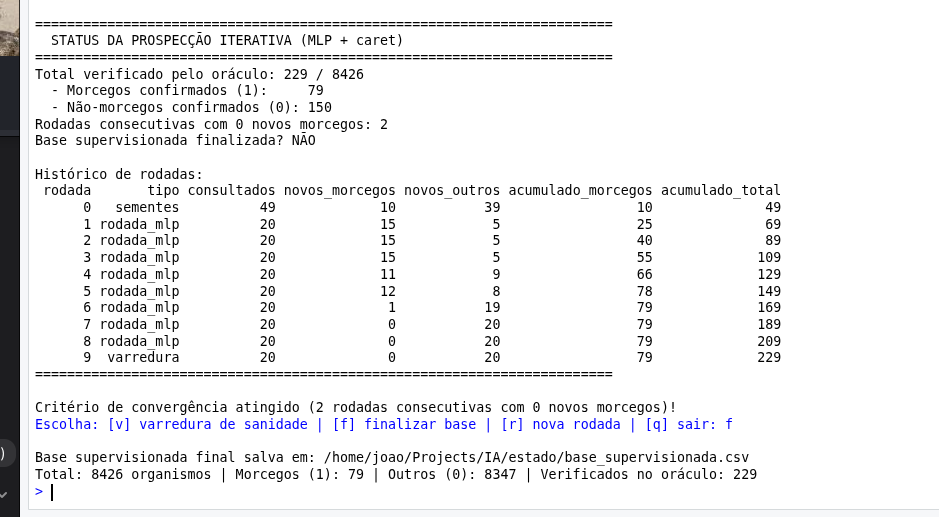 ==========================================================================
STATUS DA PROSPECÇÃO ITERATIVA (MLP + caret)
==========================================================================
Total verificado pelo oráculo: 229 / 8426
- Morcegos confirmados (1):     79
- Não-morcegos confirmados (0): 150
Rodadas consecutivas com 0 novos morcegos: 2
Base supervisionada finalizada? NÃO
Histórico de rodadas:
rodada       tipo consultados novos_morcegos novos_outros acumulado_morcegos acumulado_total
0   sementes          49             10           39                 10              49
1 rodada_mlp          20             15            5                 25              69
2 rodada_mlp          20             15            5                 40              89
3 rodada_mlp          20             15            5                 55             109
4 rodada_mlp          20             11            9                 66             129
5 rodada_mlp          20             12            8                 78             149
6 rodada_mlp          20              1           19                 79             169
7 rodada_mlp          20              0           20                 79             189
8 rodada_mlp          20              0           20                 79             209
9  varredura          20              0           20                 79             229
==========================================================================
Critério de convergência atingido (2 rodadas consecutivas com 0 novos morcegos)!
Escolha: [v] varredura de sanidade | [f] finalizar base | [r] nova rodada | [q] sair: f
Base supervisionada final salva em: /home/joao/Projects/IA/estado/base_supervisionada.csv
Total: 8426 organismos | Morcegos (1): 79 | Outros (0): 8347 | Verificados no oráculo: 229
>
)